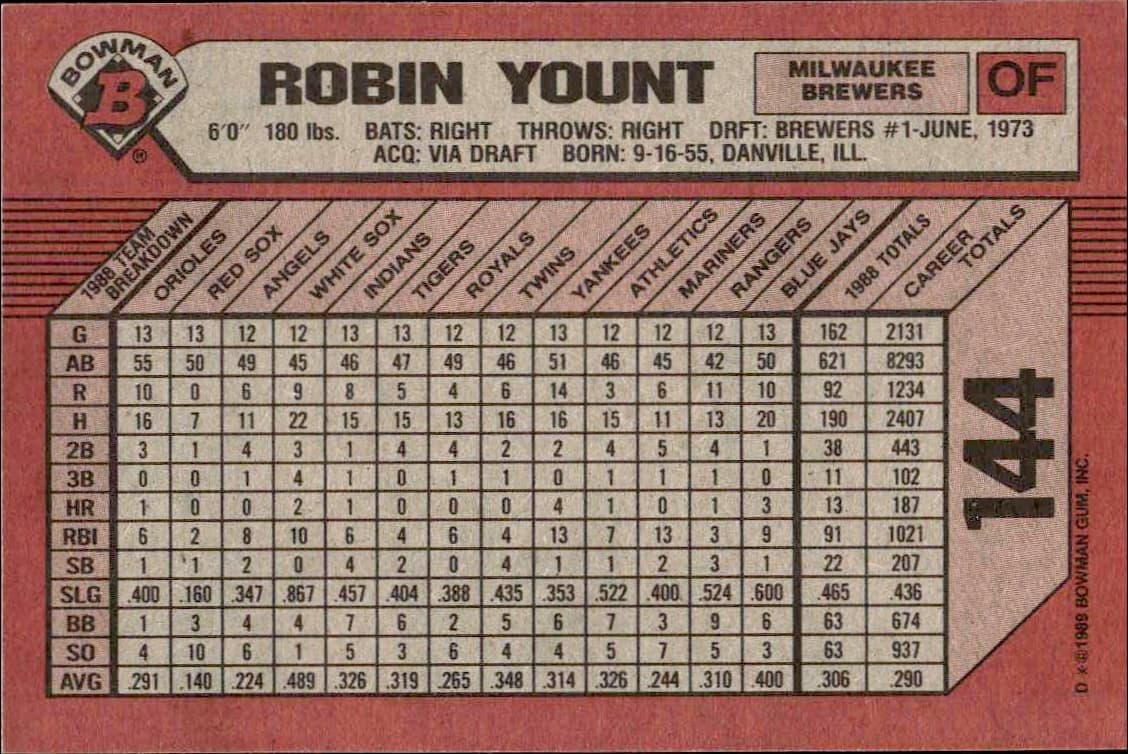 BOWMAN
B
ROBIN YOUNT
MILWAUKEE
BREWERS
OF
6'0" 180 lbs. BATS: RIGHT THROWS: RIGHT DRFT: BREWERS #1-JUNE, 1973
ACQ: VIA DRAFT BORN: 9-16-55, DANVILLE, ILL.
1988 TEAM
BREAKDOWN ORIOLES RED SOX ANGELS WHITE SOX INDIANS TIGERS ROYALS TWINS YANKEES ATHLETICS MARINERS RANGERS BLUE JAYS 1988 TOTALS CAREER
TOTALS
G 13 13 12 12 13 13 12 12 13 12 12 12 13 162 2131
AB 55 50 49 45 46 47 49 46 51 46 45 42 50 621 8293
R 10 0 6 9 8 5 4 6 14 3 6 11 10 92 1234
H 16 7 11 22 15 15 13 16 16 15 11 13 20 190 2407
2B 3 1 4 3 1 4 4 2 2 4 5 4 1 38 443
3B 0 0 1 4 1 0 1 1 0 1 1 1 0 11 102
HR 1 0 0 2 1 0 0 0 4 1 0 1 3 13 187
RBI 6 2 8 10 6 4 6 4 13 7 13 3 9 91 1021
SB 1 1 2 0 4 2 0 4 1 1 2 3 1 22 207
SLG .400 .160 .347 .867 .457 .404 .388 .435 .353 .522 .400 .524 .600 .465 .436
BB 1 3 4 4 7 6 2 5 6 7 3 9 6 63 674
SO 4 10 6 1 5 3 6 4 4 5 7 5 3 63 937
AVG .291 .140 .224 .489 .326 .319 .265 .348 .314 .326 .244 .310 .400 .306 .290
144
D *©1989 BOWMAN GUM, INC.